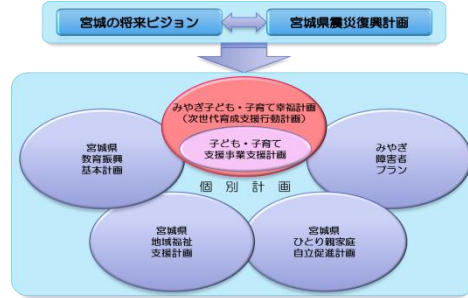 宮城の将来ビジョン
宮城県震災復興計画
みやぎ子ども・子育て幸福計画
（次世代育成支援行動計画）
子ども・子育て
支援事業支援計画
宮城県
教育振興
基本計画
みやぎ
障害者
プラン
個別計画
宮城県
地域福祉
支援計画
宮城県
ひとり親家庭
自立促進計画